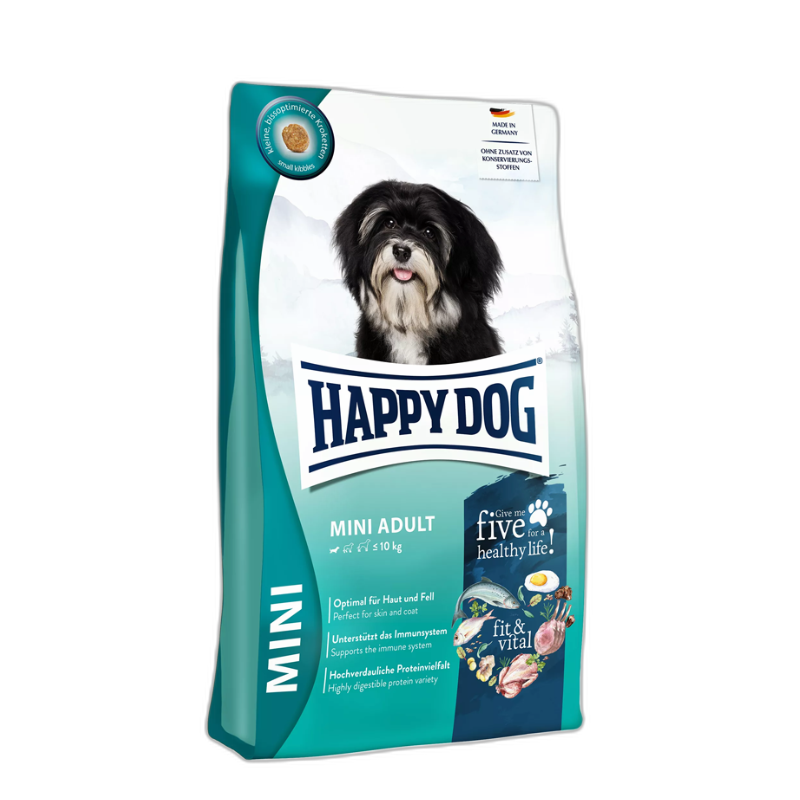 kleine, bissoptimierte Kroketten
small kibbles
MADE IN
GERMANY
OHNE ZUSATZ VON
KONSERVIERUNGS-
STOFFEN
HAPPY DOG®
MINI ADULT
≤ 10 kg
Give me
five for a
healthy life!
Optimal für Haut und Fell
Perfect for skin and coat
Unterstützt das Immunsystem
Supports the immune system
Hochverdauliche Proteinvielfalt
Highly digestible protein variety
fit &
vital
MINI